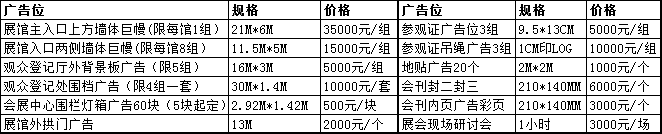 广告位 规格 价格 广告位 规格 价格
展馆主入口上方墙体巨幔(限每馆1组) 21M*6M 35000元/组 参观证广告位3组 9.5*13CM 5000元/组
展馆入口两侧墙体巨幔(限每馆8组) 11.5M*5M 15000元/组 参观证吊绳广告3组 1CM印LOG 10000元/组
观众登记厅外背景板广告（限5组） 16M*3M 5000元/组 地贴广告20个 2M*2M 1000元/个
观众登记处围档广告（限4组一套） 30M*1.4M 10000元/套 会刊封二封三 210*140MM 6000元/个
会展中心围栏灯箱广告60块（5块起定） 2.92M*1.42M 500元/块 会刊内页广告彩页 210*140MM 3000元/个
展馆外拱门广告 13M 2000元/个 展会现场研讨会 1小时 3000元/场